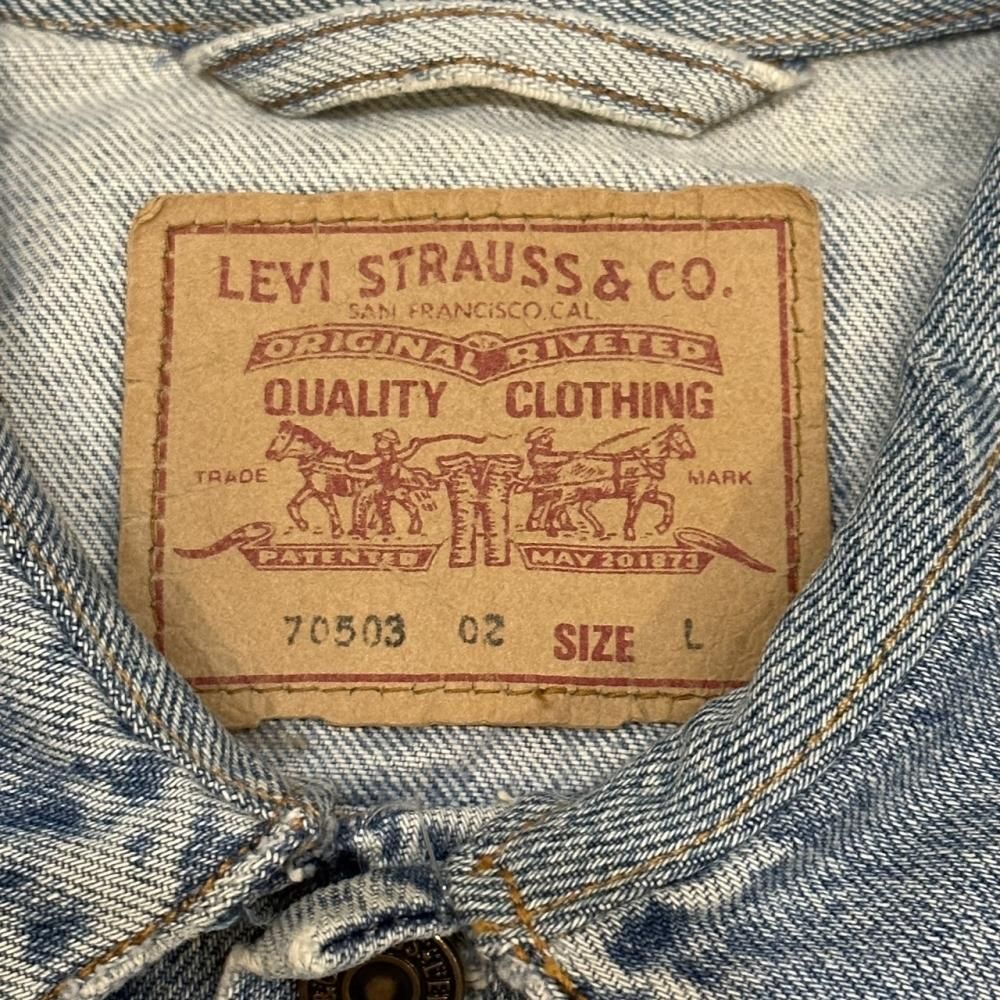 LEVI STRAUSS & CO.
SAN FRANCISCO, CAL.
ORIGINAL RIVETED
QUALITY CLOTHING
TRADE MARK
PATENTED MAY 20 1873
70503 02 SIZE L